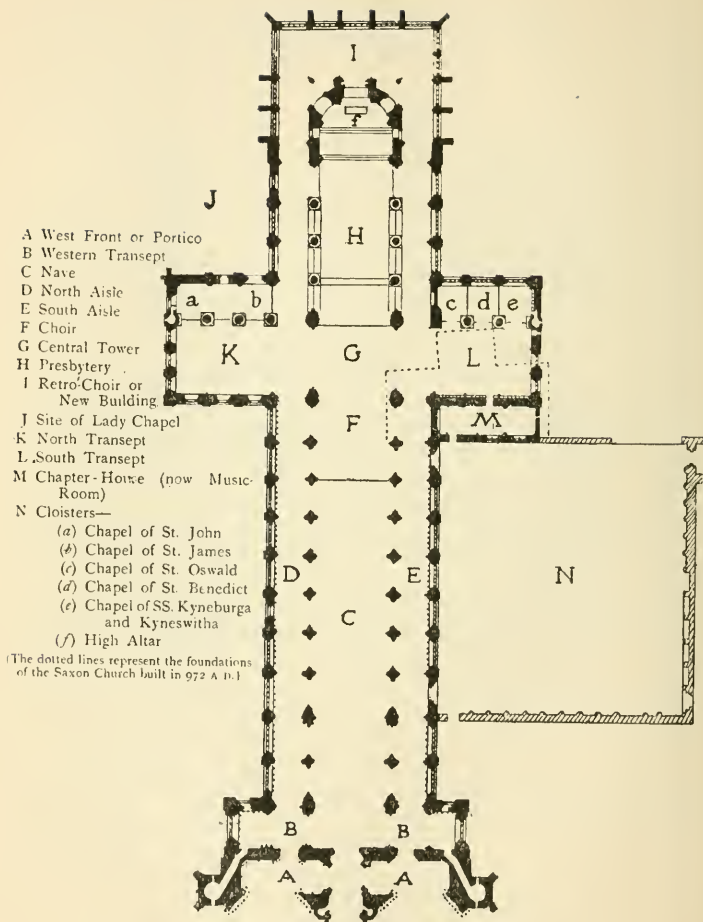 I
f
J
H
A West Front or Portico
B Western Transept
C Nave
D North Aisle
E South Aisle
F Choir
G Central Tower
H Presbytery
I Retro-Choir or
New Building
J Site of Lady Chapel
K North Transept
L South Transept
M Chapter-House (now Music-
Room)
N Cloisters—
(a) Chapel of St. John
(b) Chapel of St. James
(c) Chapel of St. Oswald
(d) Chapel of St. Benedict
(e) Chapel of SS. Kyneburga
and Kyneswitha
(f) High Altar
(The dotted lines represent the foundations
of the Saxon Church built in 972 A D.)
a b c d e
K G L
F M
D E N
C
B B
A A